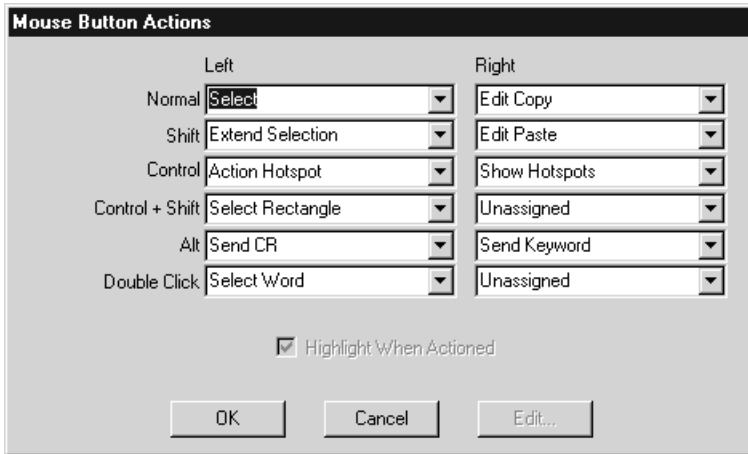 Mouse Button Actions
Left Right
Normal Select Edit Copy
Shift Extend Selection Edit Paste
Control Action Hotspot Show Hotspots
Control + Shift Select Rectangle Unassigned
Alt Send CR Send Keyword
Double Click Select Word Unassigned
Highlight When Actioned
OK Cancel Edit...